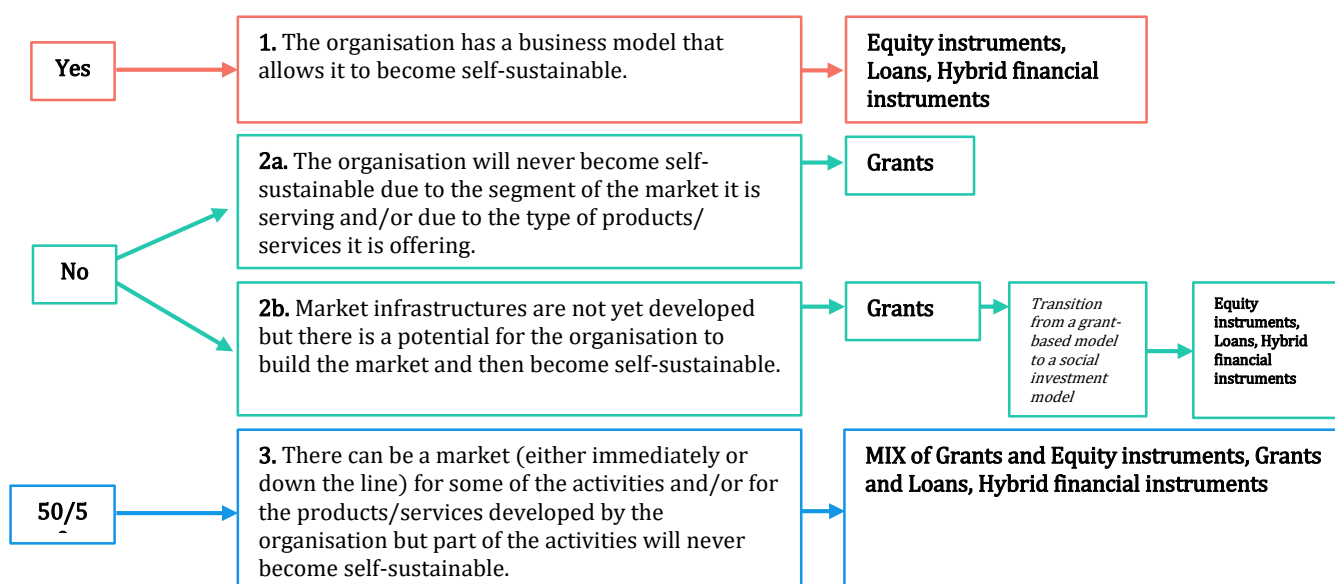 Yes
1. The organisation has a business model that
allows it to become self-sustainable.
Equity instruments,
Loans, Hybrid financial
instruments
No
2a. The organisation will never become self-
sustainable due to the segment of the market it is
serving and/or due to the type of products/
services it is offering.
Grants
2b. Market infrastructures are not yet developed
but there is a potential for the organisation to
build the market and then become self-sustainable.
Grants
Transition
from a grant-
based model
to a social
investment
model
Equity
instruments,
Loans, Hybrid
financial
instruments
50/5
3. There can be a market (either immediately or
down the line) for some of the activities and/or for
the products/services developed by the
organisation but part of the activities will never
become self-sustainable.
MIX of Grants and Equity instruments, Grants
and Loans, Hybrid financial instruments